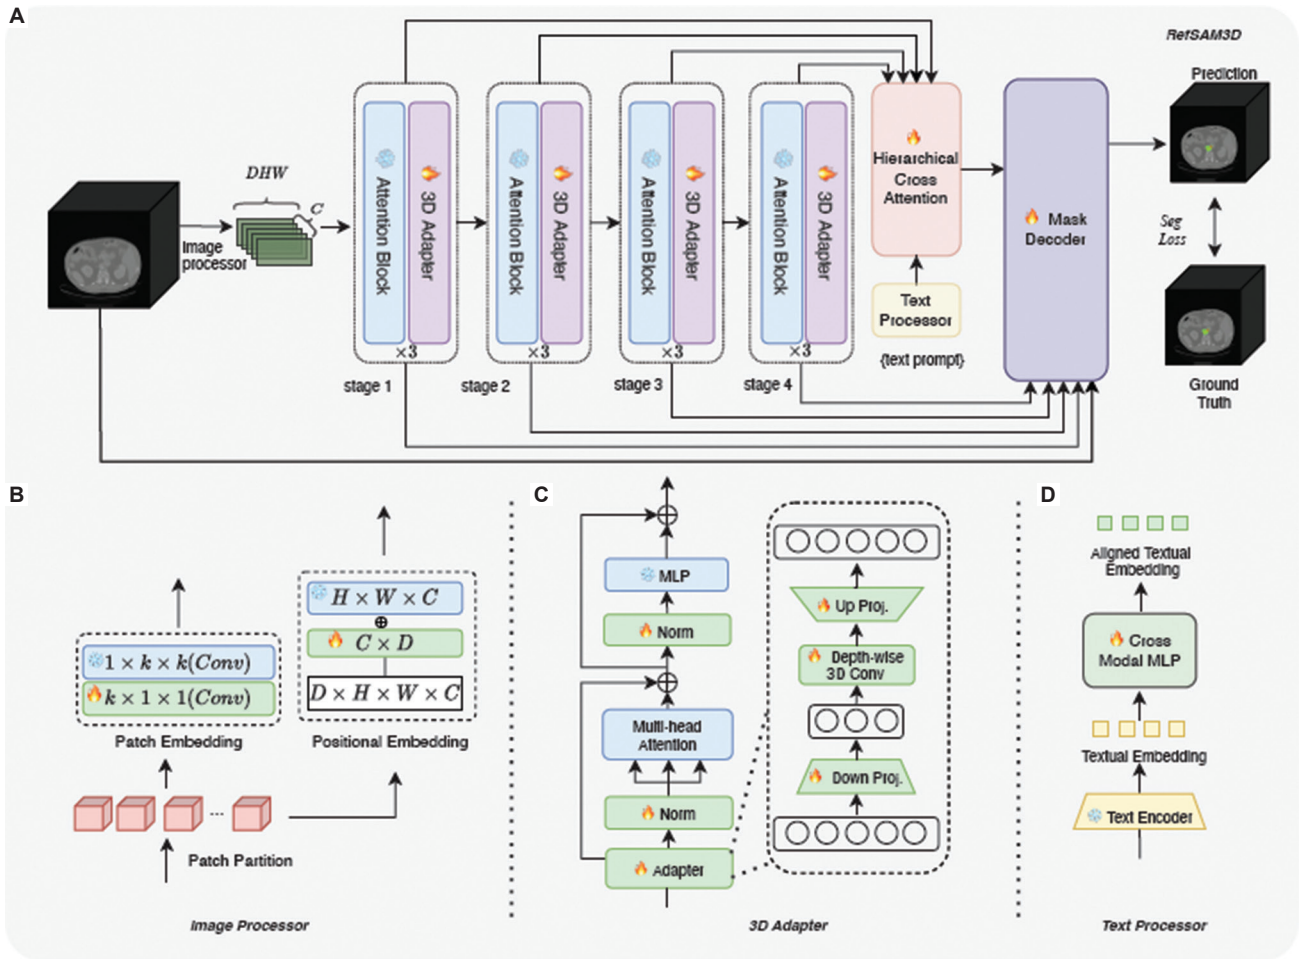 A
RefSAM3D
Prediction
DHW
C
Image
processor
Attention Block
3D Adapter
×3
stage 1
Attention Block
3D Adapter
×3
stage 2
Attention Block
3D Adapter
×3
stage 3
Attention Block
3D Adapter
×3
stage 4
Hierarchical
Cross
Attention
Text
Processor
{text prompt}
Mask
Decoder
Seg
Loss
Ground
Truth
B
1 × k × k(Conv)
k × 1 × 1(Conv)
Patch Embedding
H × W × C
⊕
C × D
D × H × W × C
Positional Embedding
...
Patch Partition
Image Processor
C
MLP
Norm
Multi-head
Attention
Norm
Adapter
Up Proj.
Depth-wise
3D Conv
Down Proj.
3D Adapter
D
Aligned Textual
Embedding
Cross
Modal MLP
Textual Embedding
Text Encoder
Text Processor